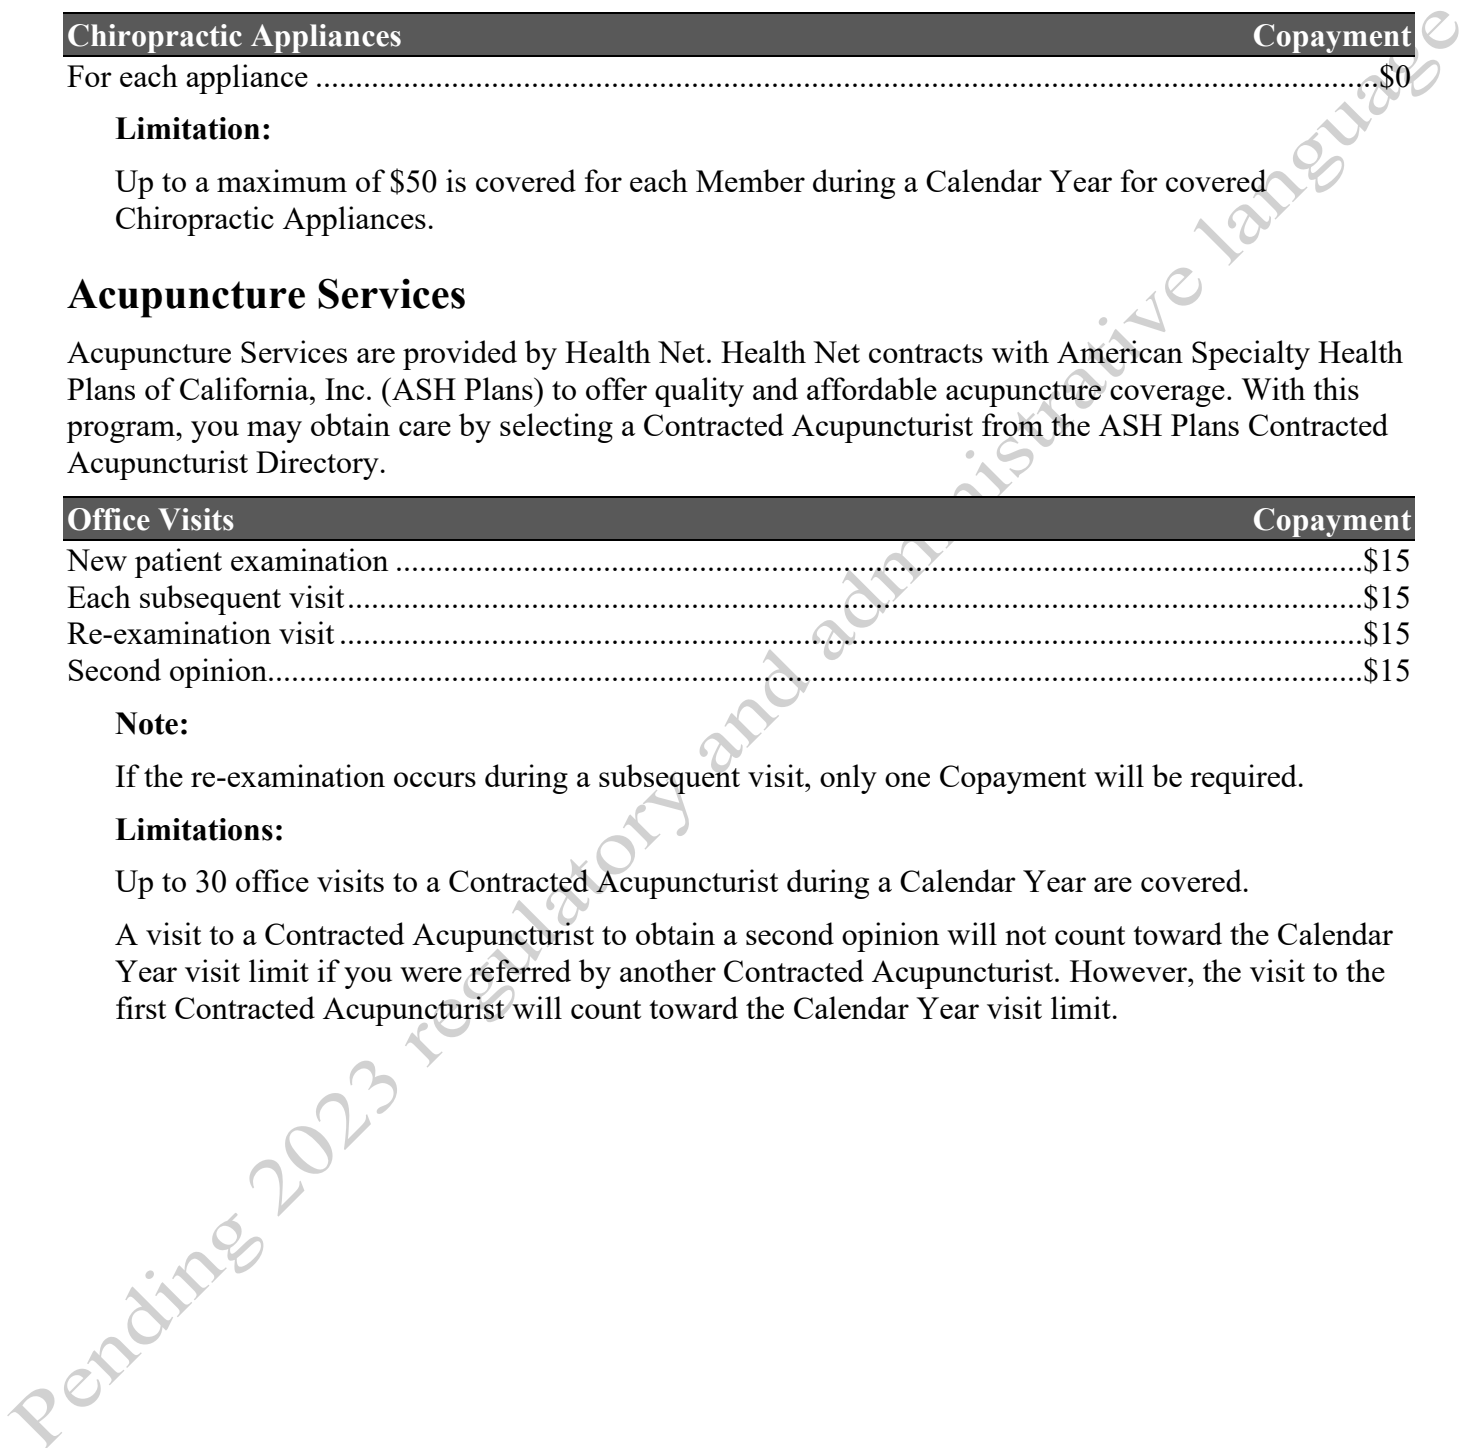 Chiropractic Appliances Copayment
For each appliance ....................................................................................................................................$0
Limitation:
Up to a maximum of $50 is covered for each Member during a Calendar Year for covered
Chiropractic Appliances.
Acupuncture Services
Acupuncture Services are provided by Health Net. Health Net contracts with American Specialty Health
Plans of California, Inc. (ASH Plans) to offer quality and affordable acupuncture coverage. With this
program, you may obtain care by selecting a Contracted Acupuncturist from the ASH Plans Contracted
Acupuncturist Directory.
Office Visits Copayment
New patient examination .........................................................................................................................$15
Each subsequent visit...............................................................................................................................$15
Re-examination visit ................................................................................................................................$15
Second opinion.........................................................................................................................................$15
Note:
If the re-examination occurs during a subsequent visit, only one Copayment will be required.
Limitations:
Up to 30 office visits to a Contracted Acupuncturist during a Calendar Year are covered.
A visit to a Contracted Acupuncturist to obtain a second opinion will not count toward the Calendar
Year visit limit if you were referred by another Contracted Acupuncturist. However, the visit to the
first Contracted Acupuncturist will count toward the Calendar Year visit limit.
Pending 2023 regulatory and administrative language